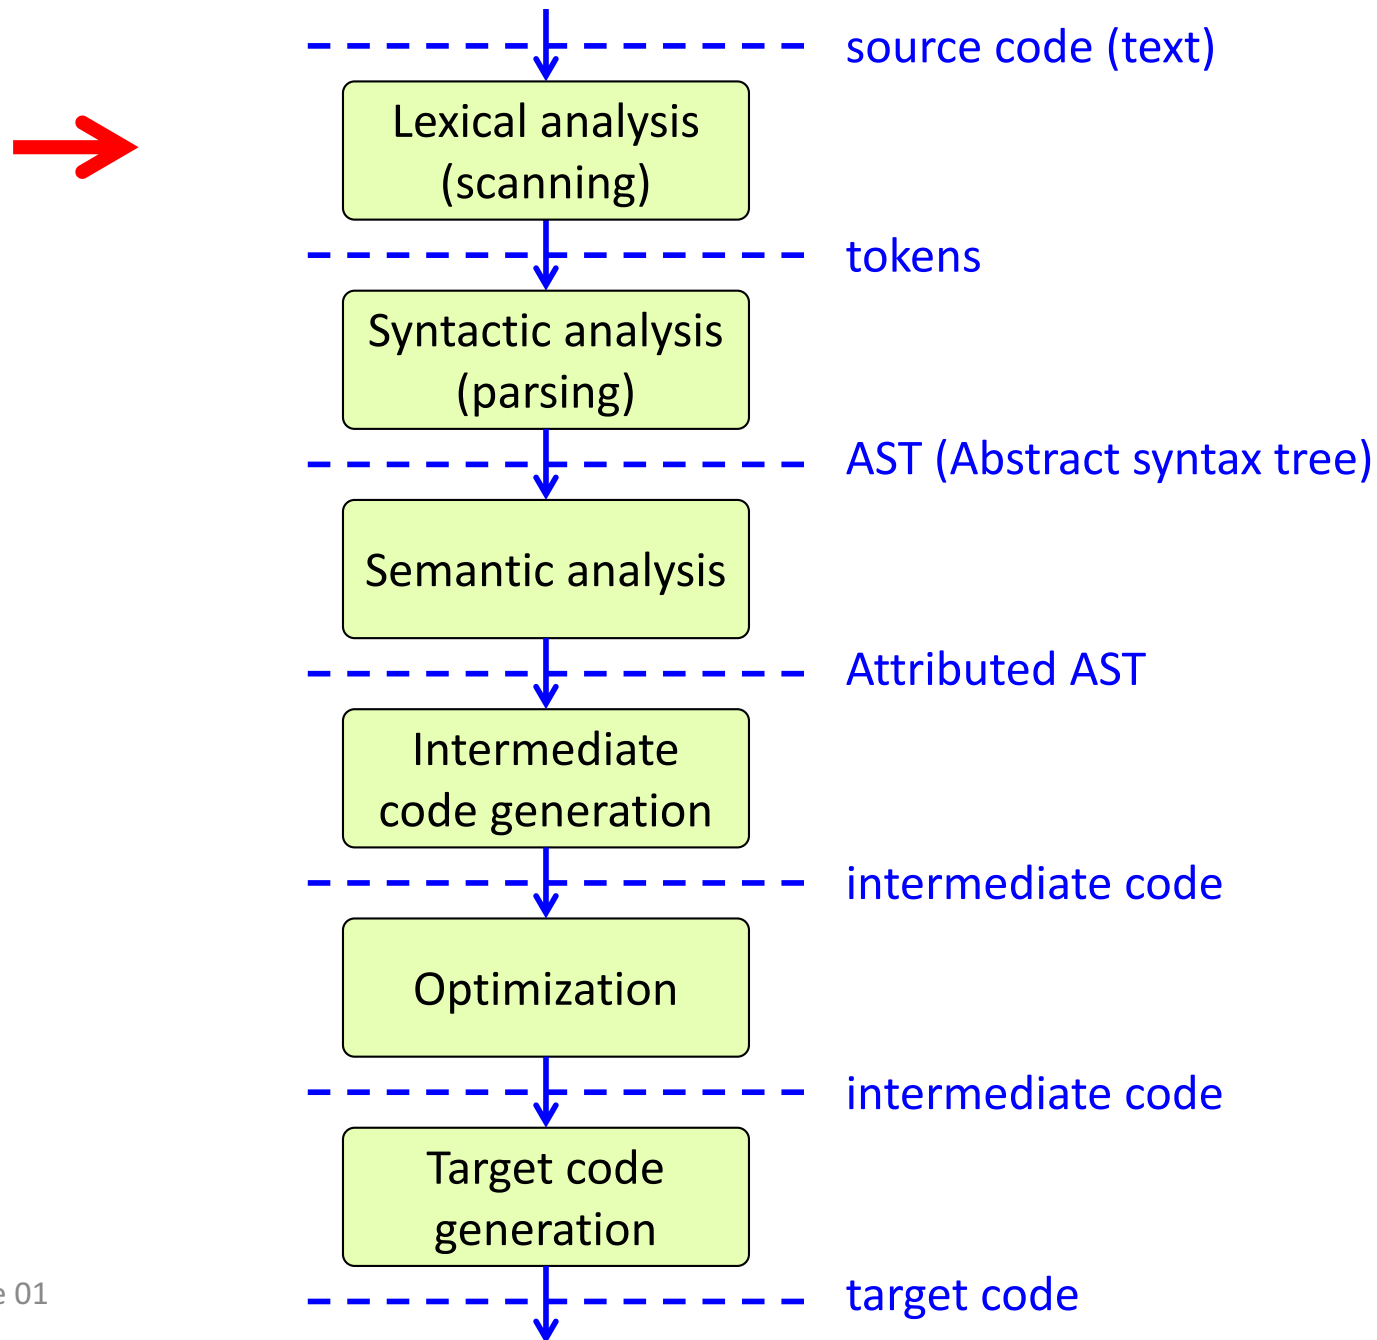 source code (text)
Lexical analysis
(scanning)
tokens
Syntactic analysis
(parsing)
AST (Abstract syntax tree)
Semantic analysis
Attributed AST
Intermediate
code generation
intermediate code
Optimization
intermediate code
Target code
generation
target code
e 01